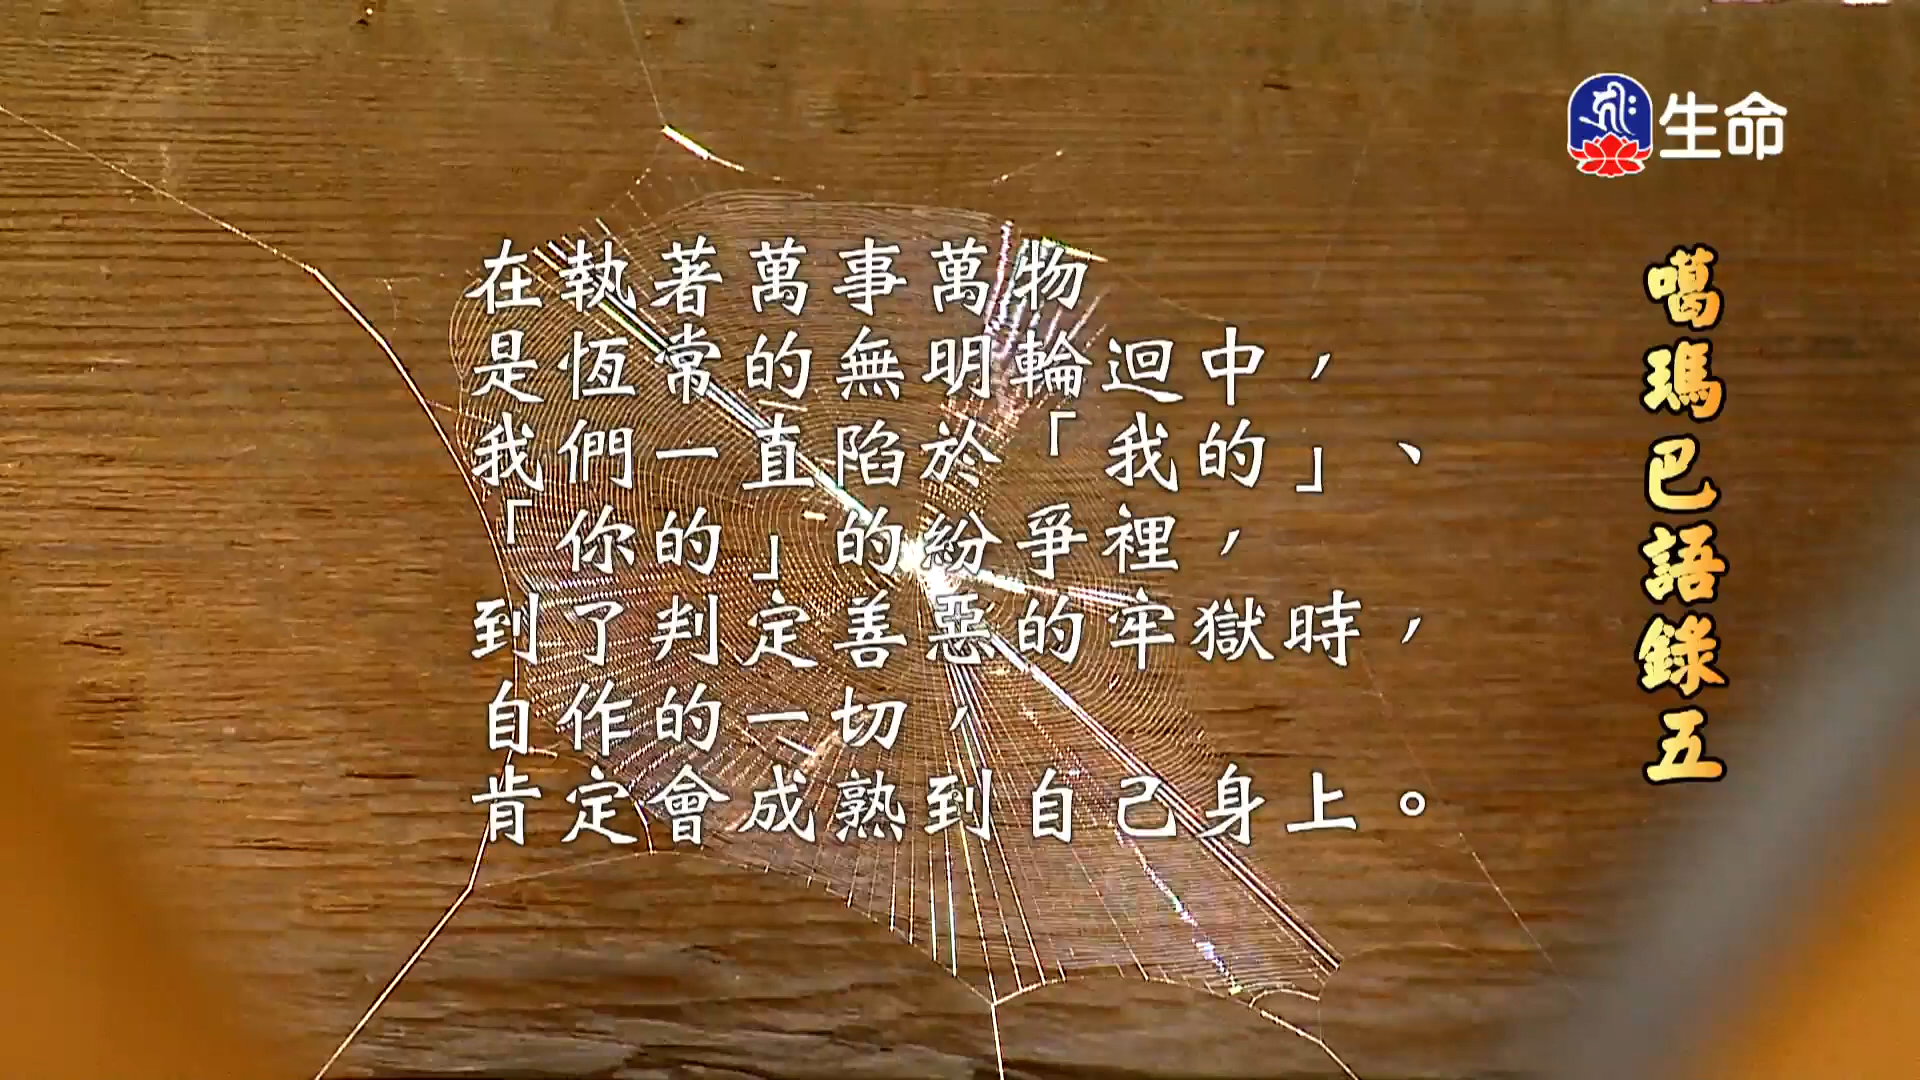 生命
噶瑪巴語錄五
在執著萬事萬物
是恆常的無明輪迴中，
我們一直陷於「我的」、
「你的」的紛爭裡，
到了判定善惡的牢獄時，
自作的一切，
肯定會成熟到自己身上。